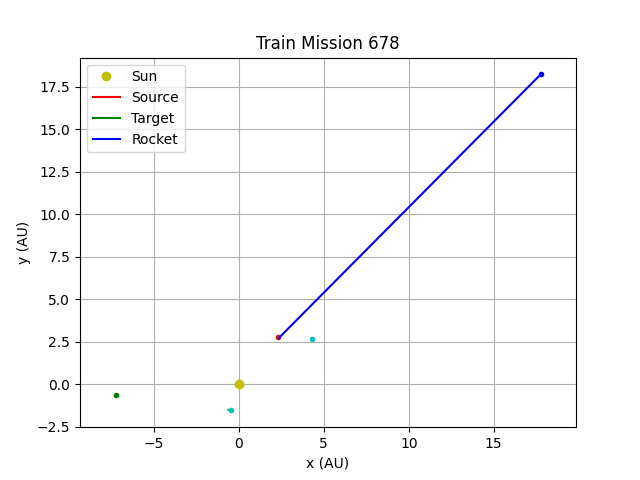 Train Mission 678
Sun
Source
Target
Rocket
17.5
15.0
12.5
10.0
7.5
5.0
2.5
0.0
−2.5
y (AU)
−5 0 5 10 15
x (AU)